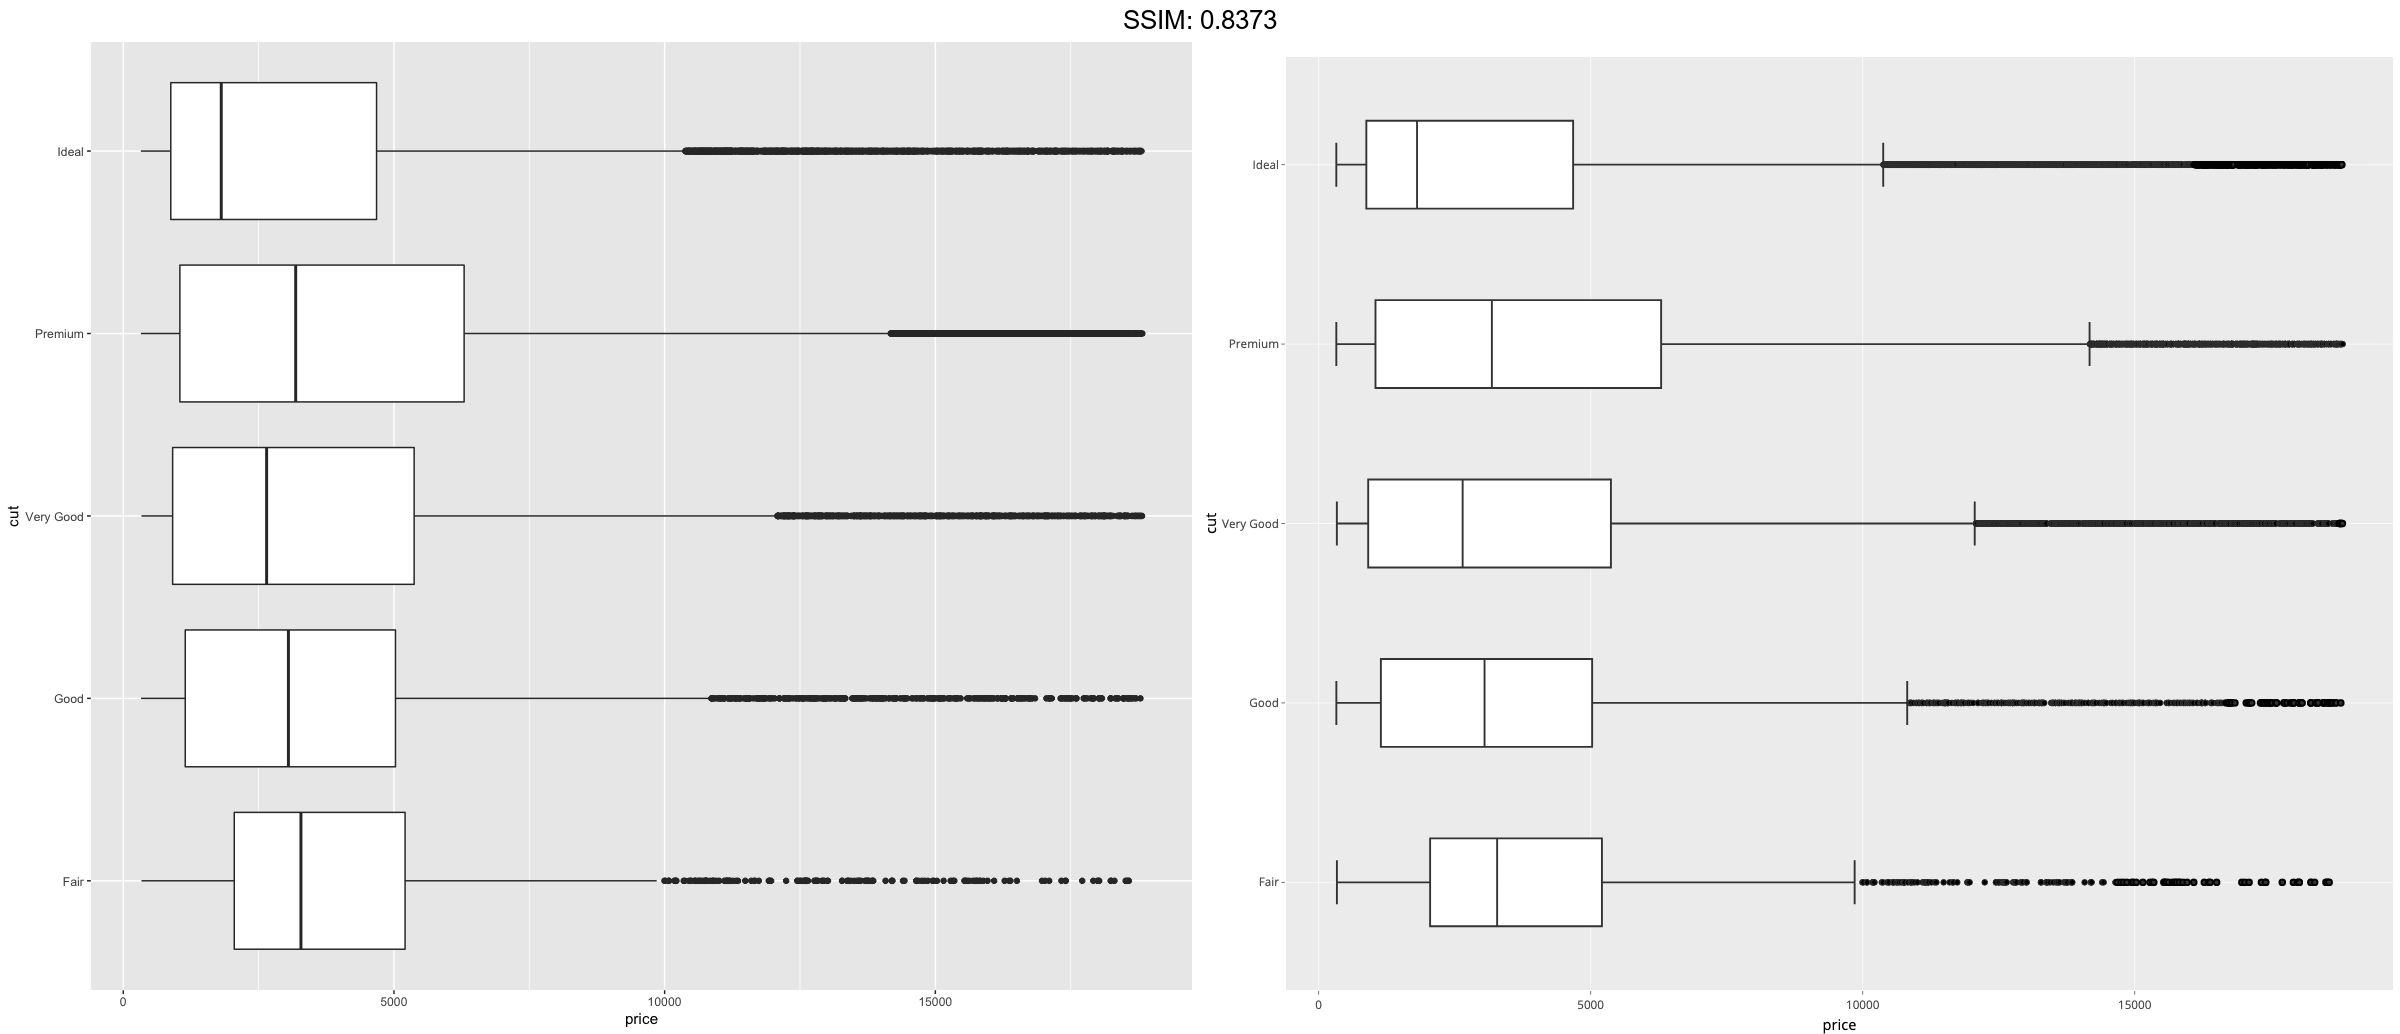 SSIM: 0.8373
Ideal
Premium
Very Good
Good
Fair
cut
0
5000
10000
15000
price
Ideal
Premium
Very Good
Good
Fair
cut
0
5000
10000
15000
price